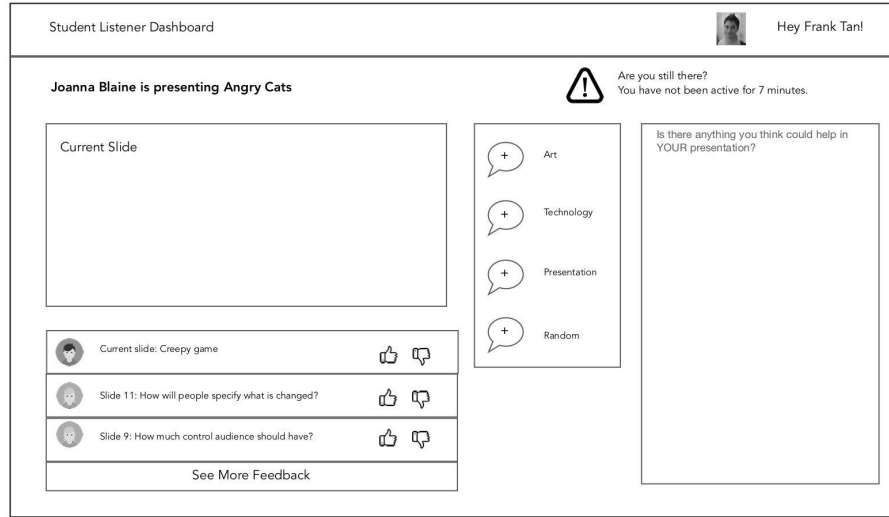 Student Listener Dashboard
Hey Frank Tan!
Joanna Blaine is presenting Angry Cats
Are you still there?
You have not been active for 7 minutes.
Current Slide
+ Art
+ Technology
+ Presentation
+ Random
Is there anything you think could help in
YOUR presentation?
Current slide: Creepy game
Slide 11: How will people specify what is changed?
Slide 9: How much control audience should have?
See More Feedback